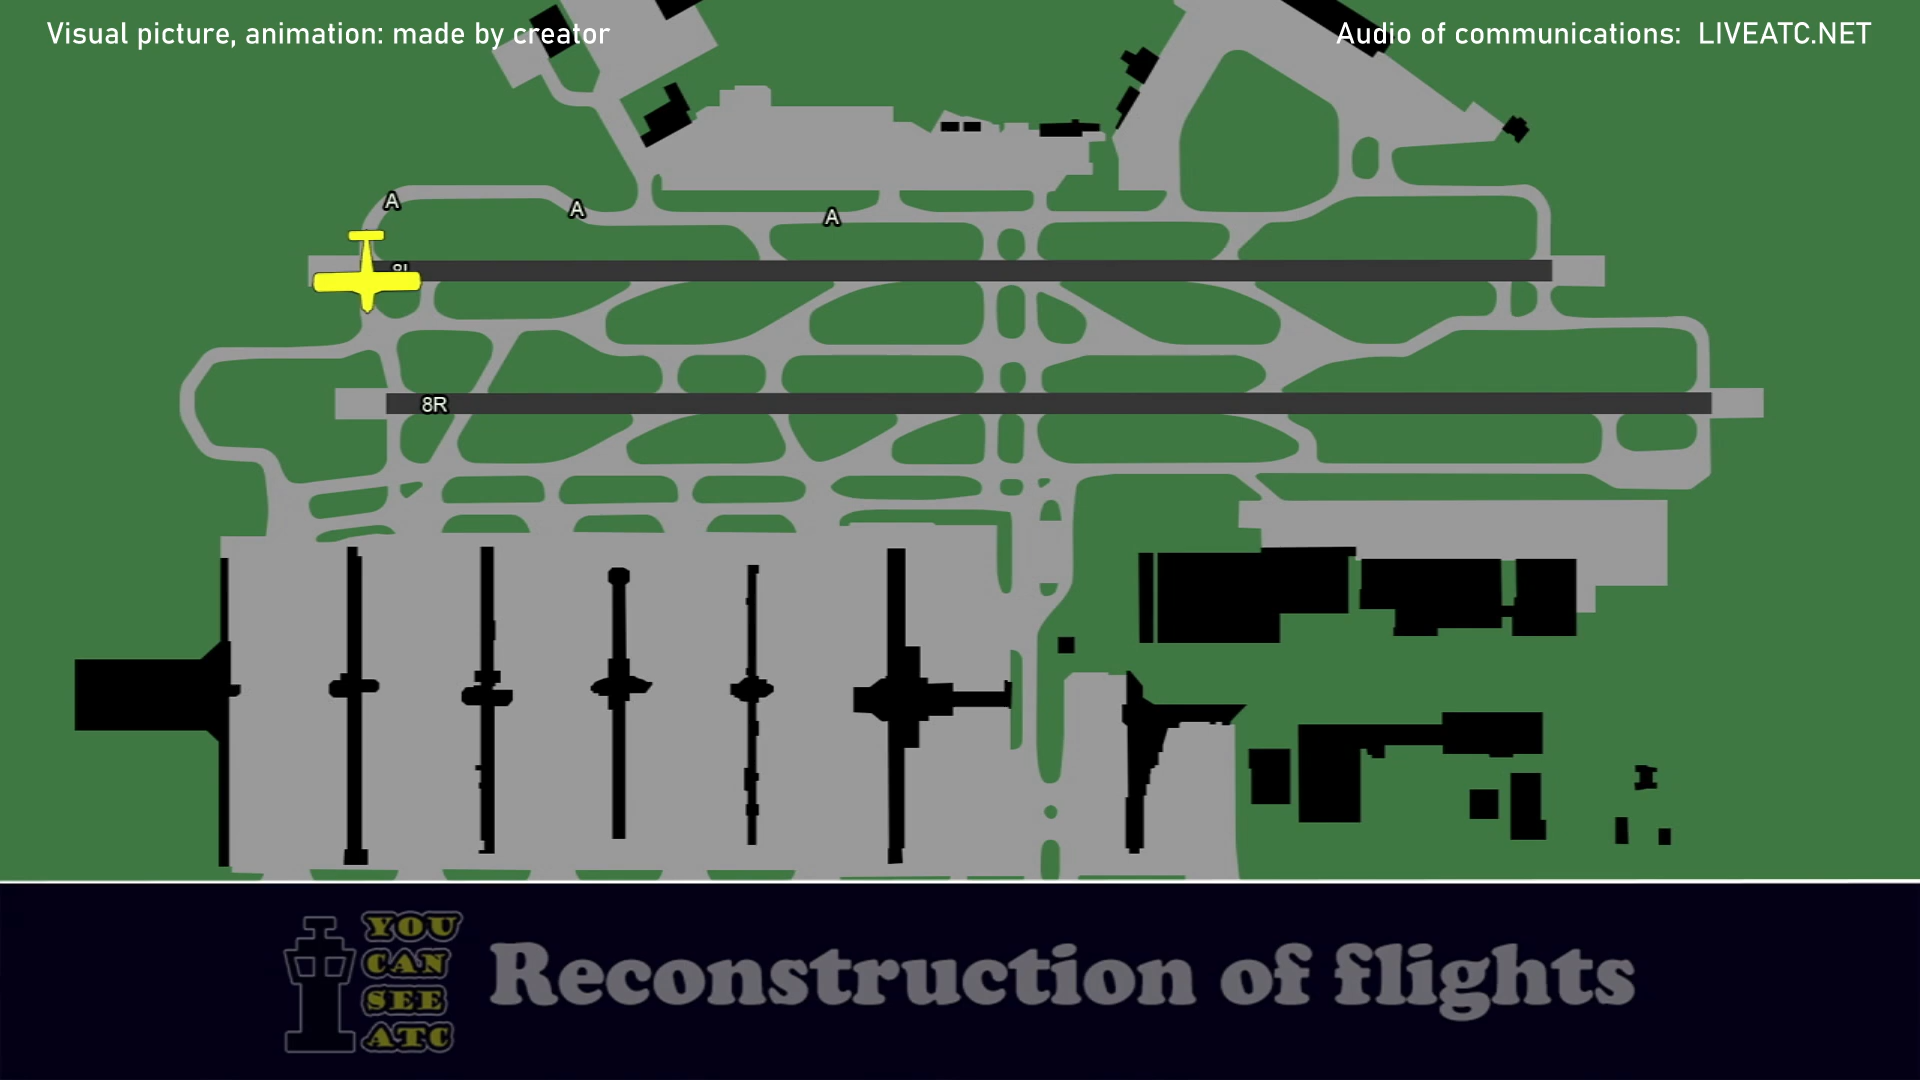 Visual picture, animation: made by creator
Audio of communications: LIVEATC.NET
A
A
A
8L
8R
YOU
CAN
SEE
ATC
Reconstruction of flights